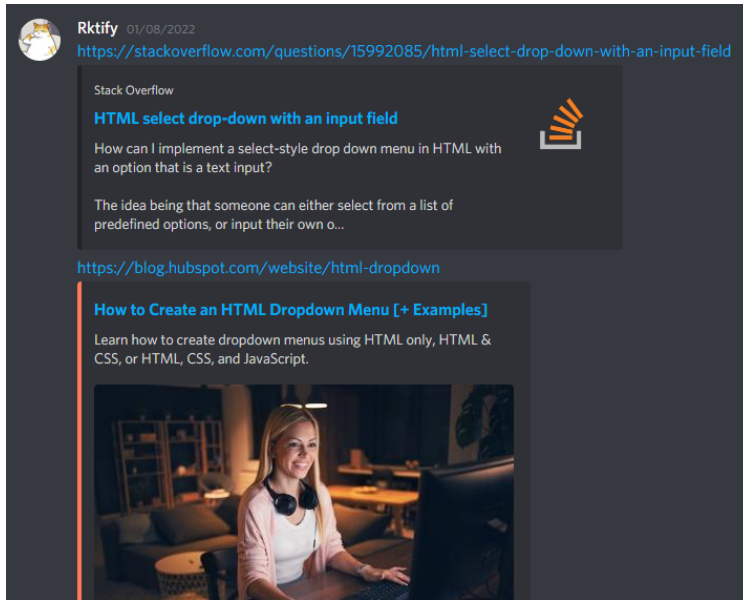 Rktify 01/08/2022
https://stackoverflow.com/questions/15992085/html-select-drop-down-with-an-input-field
Stack Overflow
HTML select drop-down with an input field
How can I implement a select-style drop down menu in HTML with
an option that is a text input?
The idea being that someone can either select from a list of
predefined options, or input their own o...
https://blog.hubspot.com/website/html-dropdown
How to Create an HTML Dropdown Menu [+ Examples]
Learn how to create dropdown menus using HTML only, HTML &
CSS, or HTML, CSS, and JavaScript.